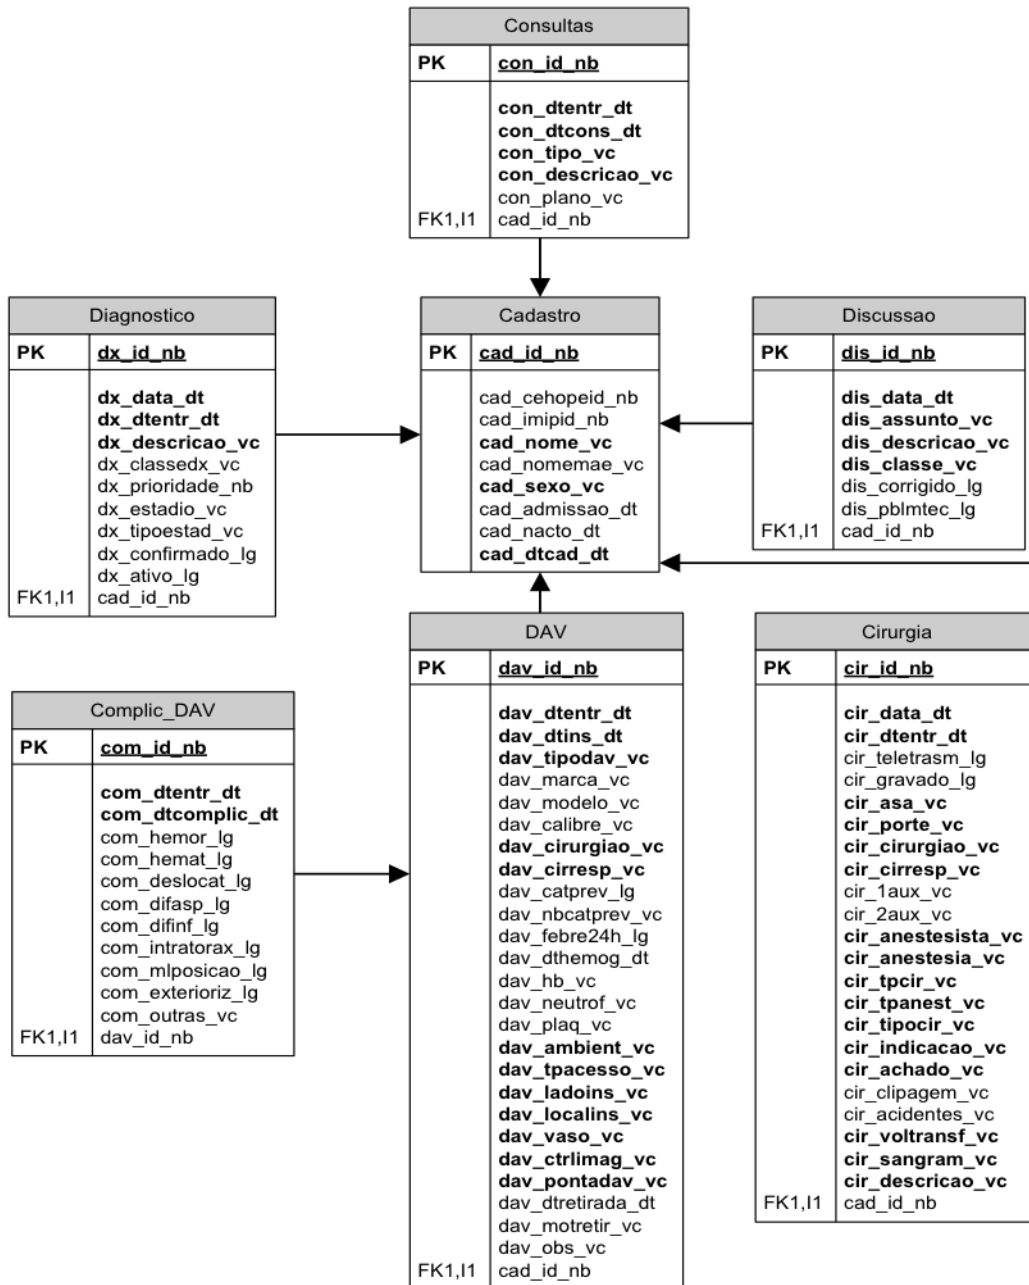 Consultas
PK con_id_nb
con_dtentr_dt
con_dtcons_dt
con_tipo_vc
con_descricao_vc
con_plano_vc
FK1,I1 cad_id_nb
Diagnostico
PK dx_id_nb
dx_data_dt
dx_dtentr_dt
dx_descricao_vc
dx_classedx_vc
dx_prioridade_nb
dx_estadio_vc
dx_tipoestad_vc
dx_confirmado_lg
dx_ativo_lg
FK1,I1 cad_id_nb
Cadastro
PK cad_id_nb
cad_cehopeid_nb
cad_imipid_nb
cad_nome_vc
cad_nomemae_vc
cad_sexo_vc
cad_admissao_dt
cad_nacto_dt
cad_dtcad_dt
Discussao
PK dis_id_nb
dis_data_dt
dis_assunto_vc
dis_descricao_vc
dis_classe_vc
dis_corrigido_lg
dis_pblmtec_lg
FK1,I1 cad_id_nb
Complic_DAV
PK com_id_nb
com_dtentr_dt
com_dtcomplic_dt
com_hemor_lg
com_hemat_lg
com_deslocat_lg
com_difasp_lg
com_difinf_lg
com_intratorax_lg
com_mlposicao_lg
com_exterioriz_lg
com_outras_vc
FK1,I1 dav_id_nb
DAV
PK dav_id_nb
dav_dtentr_dt
dav_dtins_dt
dav_tipodav_vc
dav_marca_vc
dav_modelo_vc
dav_calibre_vc
dav_cirurgiao_vc
dav_cirresp_vc
dav_catprev_lg
dav_nbcatprev_vc
dav_febre24h_lg
dav_dthemog_dt
dav_hb_vc
dav_neutrof_vc
dav_plaq_vc
dav_ambient_vc
dav_tpacesso_vc
dav_ladoins_vc
dav_localins_vc
dav_vaso_vc
dav_ctrlimag_vc
dav_pontadav_vc
dav_dtretirada_dt
dav_motretir_vc
dav_obs_vc
FK1,I1 cad_id_nb
Cirurgia
PK cir_id_nb
cir_data_dt
cir_dtentr_dt
cir_teletrasm_lg
cir_gravado_lg
cir_asa_vc
cir_porte_vc
cir_cirurgiao_vc
cir_cirresp_vc
cir_1aux_vc
cir_2aux_vc
cir_anestesista_vc
cir_anestesia_vc
cir_tpcir_vc
cir_tpanest_vc
cir_tipocir_vc
cir_indicacao_vc
cir_achado_vc
cir_clipagem_vc
cir_acidentes_vc
cir_voltransf_vc
cir_sangram_vc
cir_descricao_vc
FK1,I1 cad_id_nb